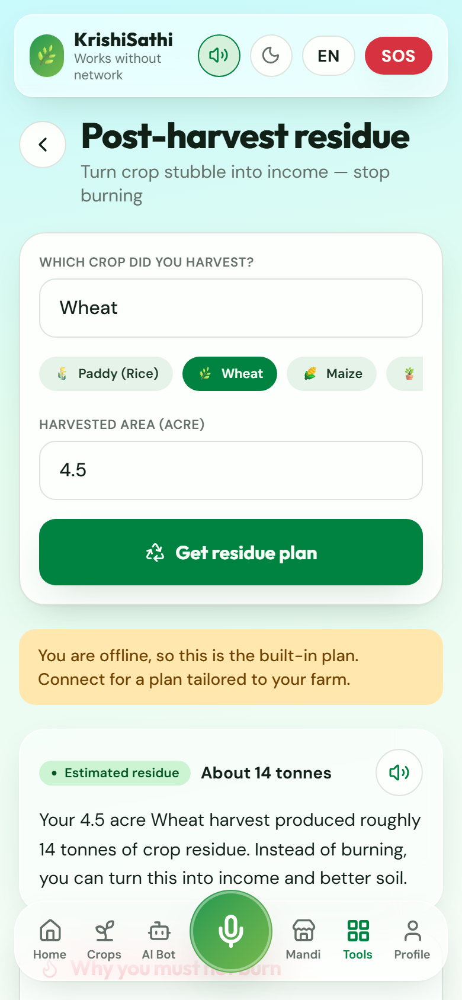 KrishiSathi
Works without
network
EN
SOS
Post-harvest residue
Turn crop stubble into income — stop
burning
WHICH CROP DID YOU HARVEST?
Wheat
Paddy (Rice)
Wheat
Maize
HARVESTED AREA (ACRE)
4.5
Get residue plan
You are offline, so this is the built-in plan.
Connect for a plan tailored to your farm.
• Estimated residue
About 14 tonnes
Your 4.5 acre Wheat harvest produced roughly
14 tonnes of crop residue. Instead of burning,
you can turn this into income and better soil.
Home
Crops
AI Bot
Mandi
Tools
Profile
Why you must not burn